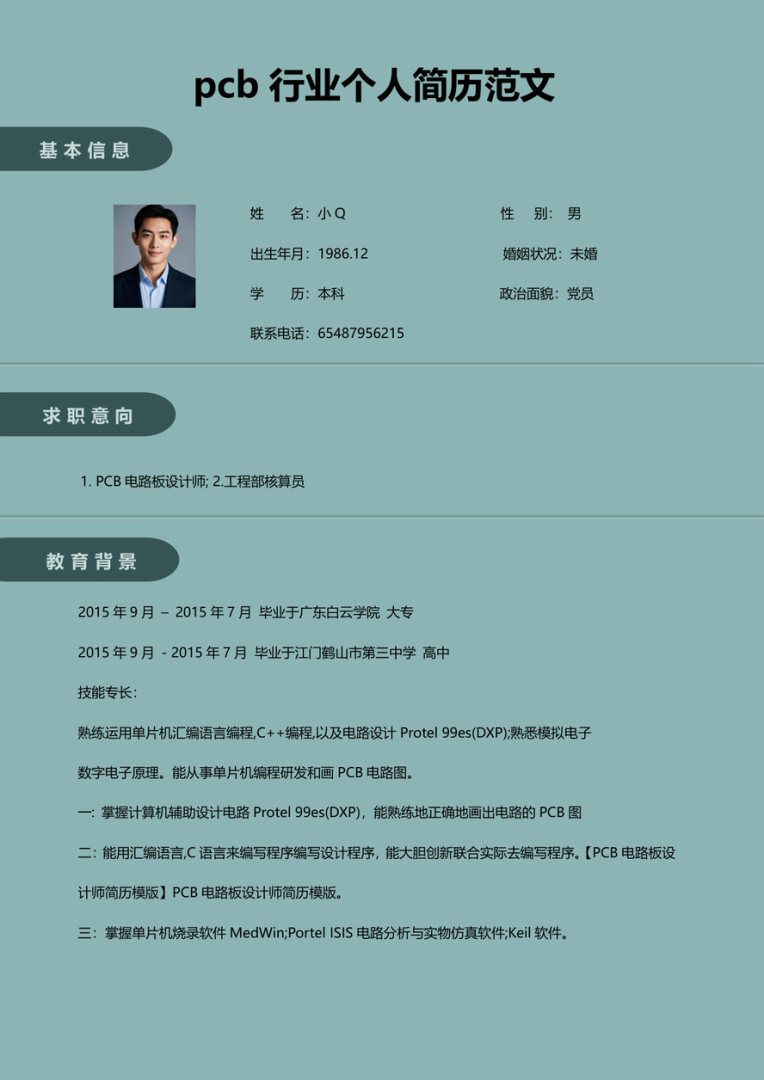 pcb 行业个人简历范文
基本信息
姓 名：小 Q 性 别： 男
出生年月：1986.12 婚姻状况：未婚
学 历：本科 政治面貌：党员
联系电话：65487956215
求职意向
1. PCB 电路板设计师; 2.工程部核算员
教育背景
2015 年 9 月 – 2015 年 7 月 毕业于广东白云学院 大专
2015 年 9 月 - 2015 年 7 月 毕业于江门鹤山市第三中学 高中
技能专长：
熟练运用单片机汇编语言编程,C++编程,以及电路设计 Protel 99es(DXP);熟悉模拟电子
数字电子原理。能从事单片机编程研发和画 PCB 电路图。
一: 掌握计算机辅助设计电路 Protel 99es(DXP)，能熟练地正确地画出电路的 PCB 图
二：能用汇编语言,C 语言来编写程序编写设计程序，能大胆创新联合实际去编写程序。【PCB 电路板设
计师简历模版】PCB 电路板设计师简历模版。
三：掌握单片机烧录软件 MedWin;Portel ISIS 电路分析与实物仿真软件;Keil 软件。